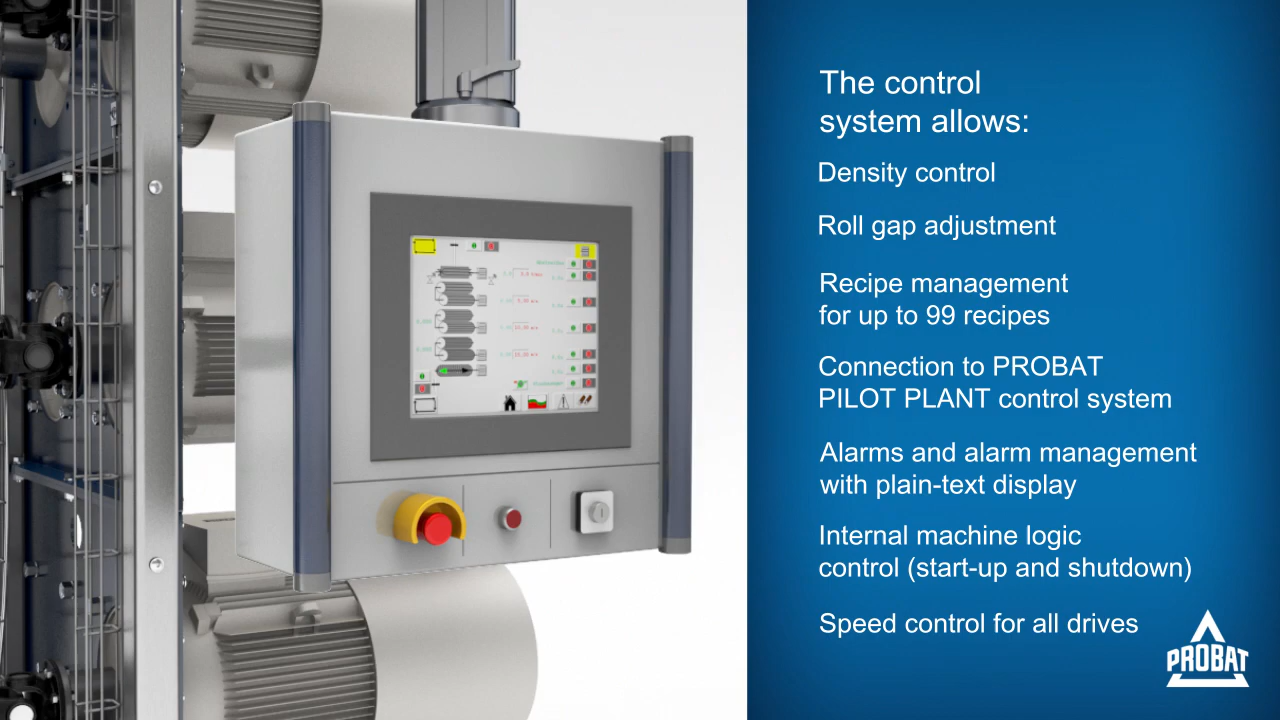 The control
system allows:
Density control
Roll gap adjustment
Recipe management
for up to 99 recipes
Connection to PROBAT
PILOT PLANT control system
Alarms and alarm management
with plain-text display
Internal machine logic
control (start-up and shutdown)
Speed control for all drives
PROBAT